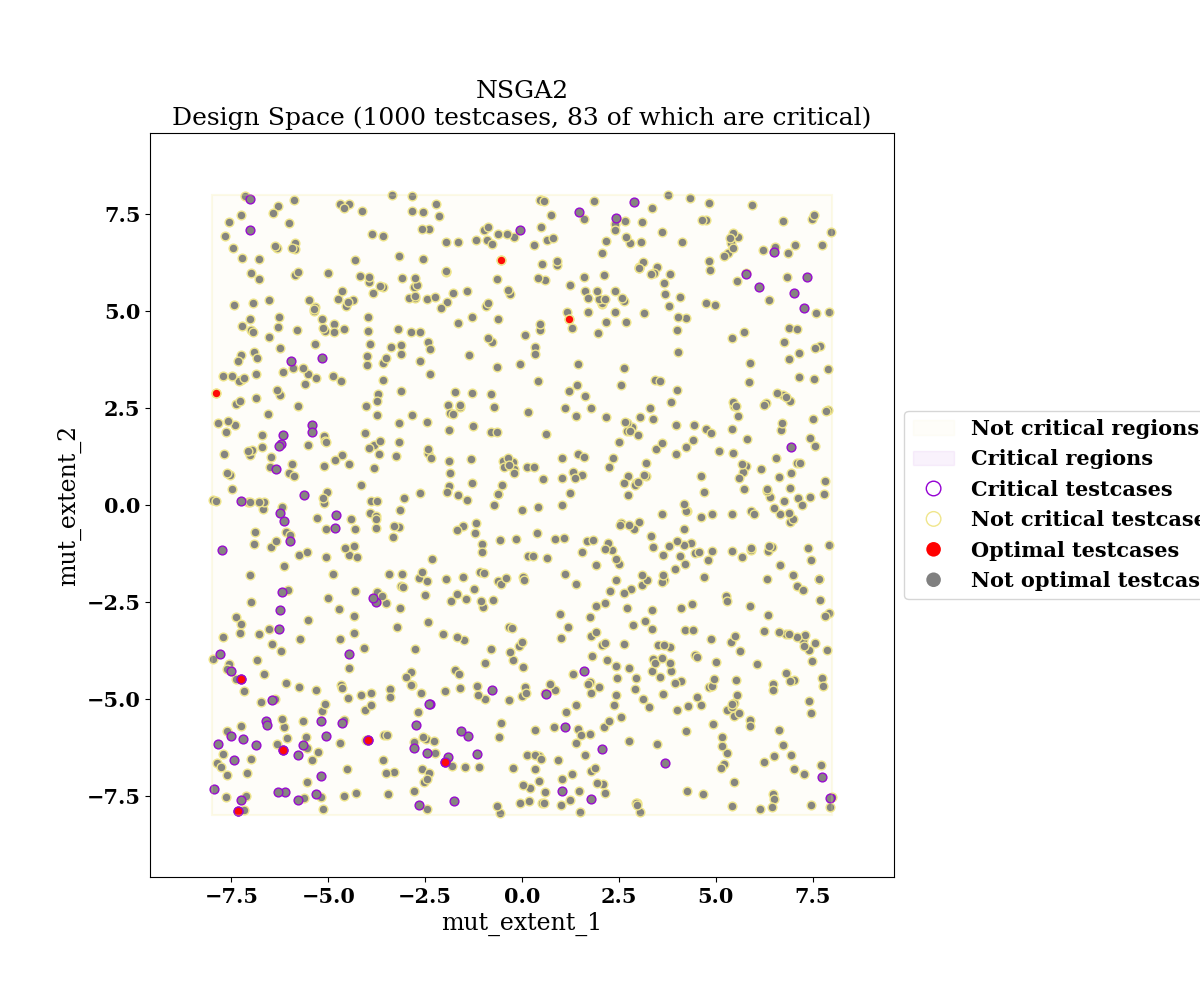 NSGA2
Design Space (1000 testcases, 83 of which are critical)
mut_extent_2
7.5
5.0
2.5
0.0
−2.5
−5.0
−7.5
−7.5 −5.0 −2.5 0.0 2.5 5.0 7.5
mut_extent_1
Not critical regions
Critical regions
Critical testcases
Not critical testcase
Optimal testcases
Not optimal testcas